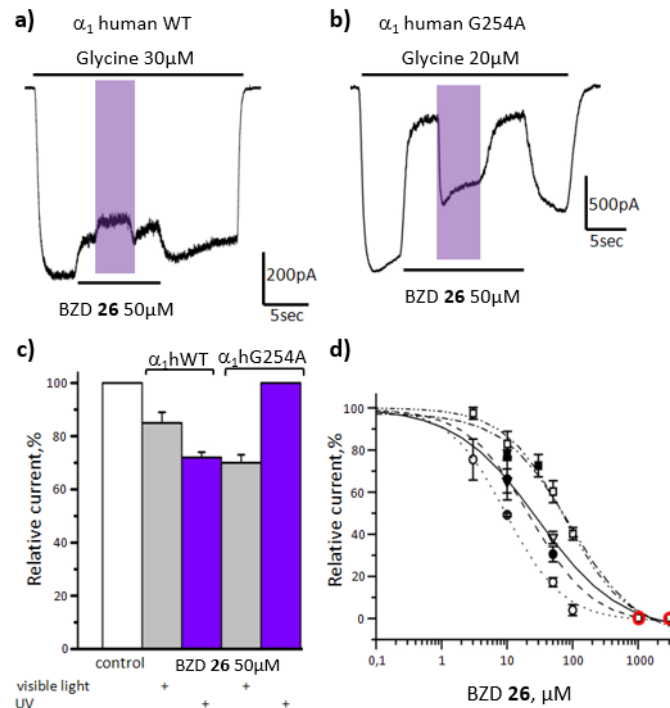 a) α₁ human WT
Glycine 30μM
200pA
5sec
BZD 26 50μM
b) α₁ human G254A
Glycine 20μM
500pA
5sec
BZD 26 50μM
c) α₁hWT α₁hG254A
Relative current,%
100
80
60
40
20
0
control BZD 26 50μM
visible light + +
UV + +
d)
Relative current,%
100
80
60
40
20
0
0,1 1 10 100 1000
BZD 26, μM